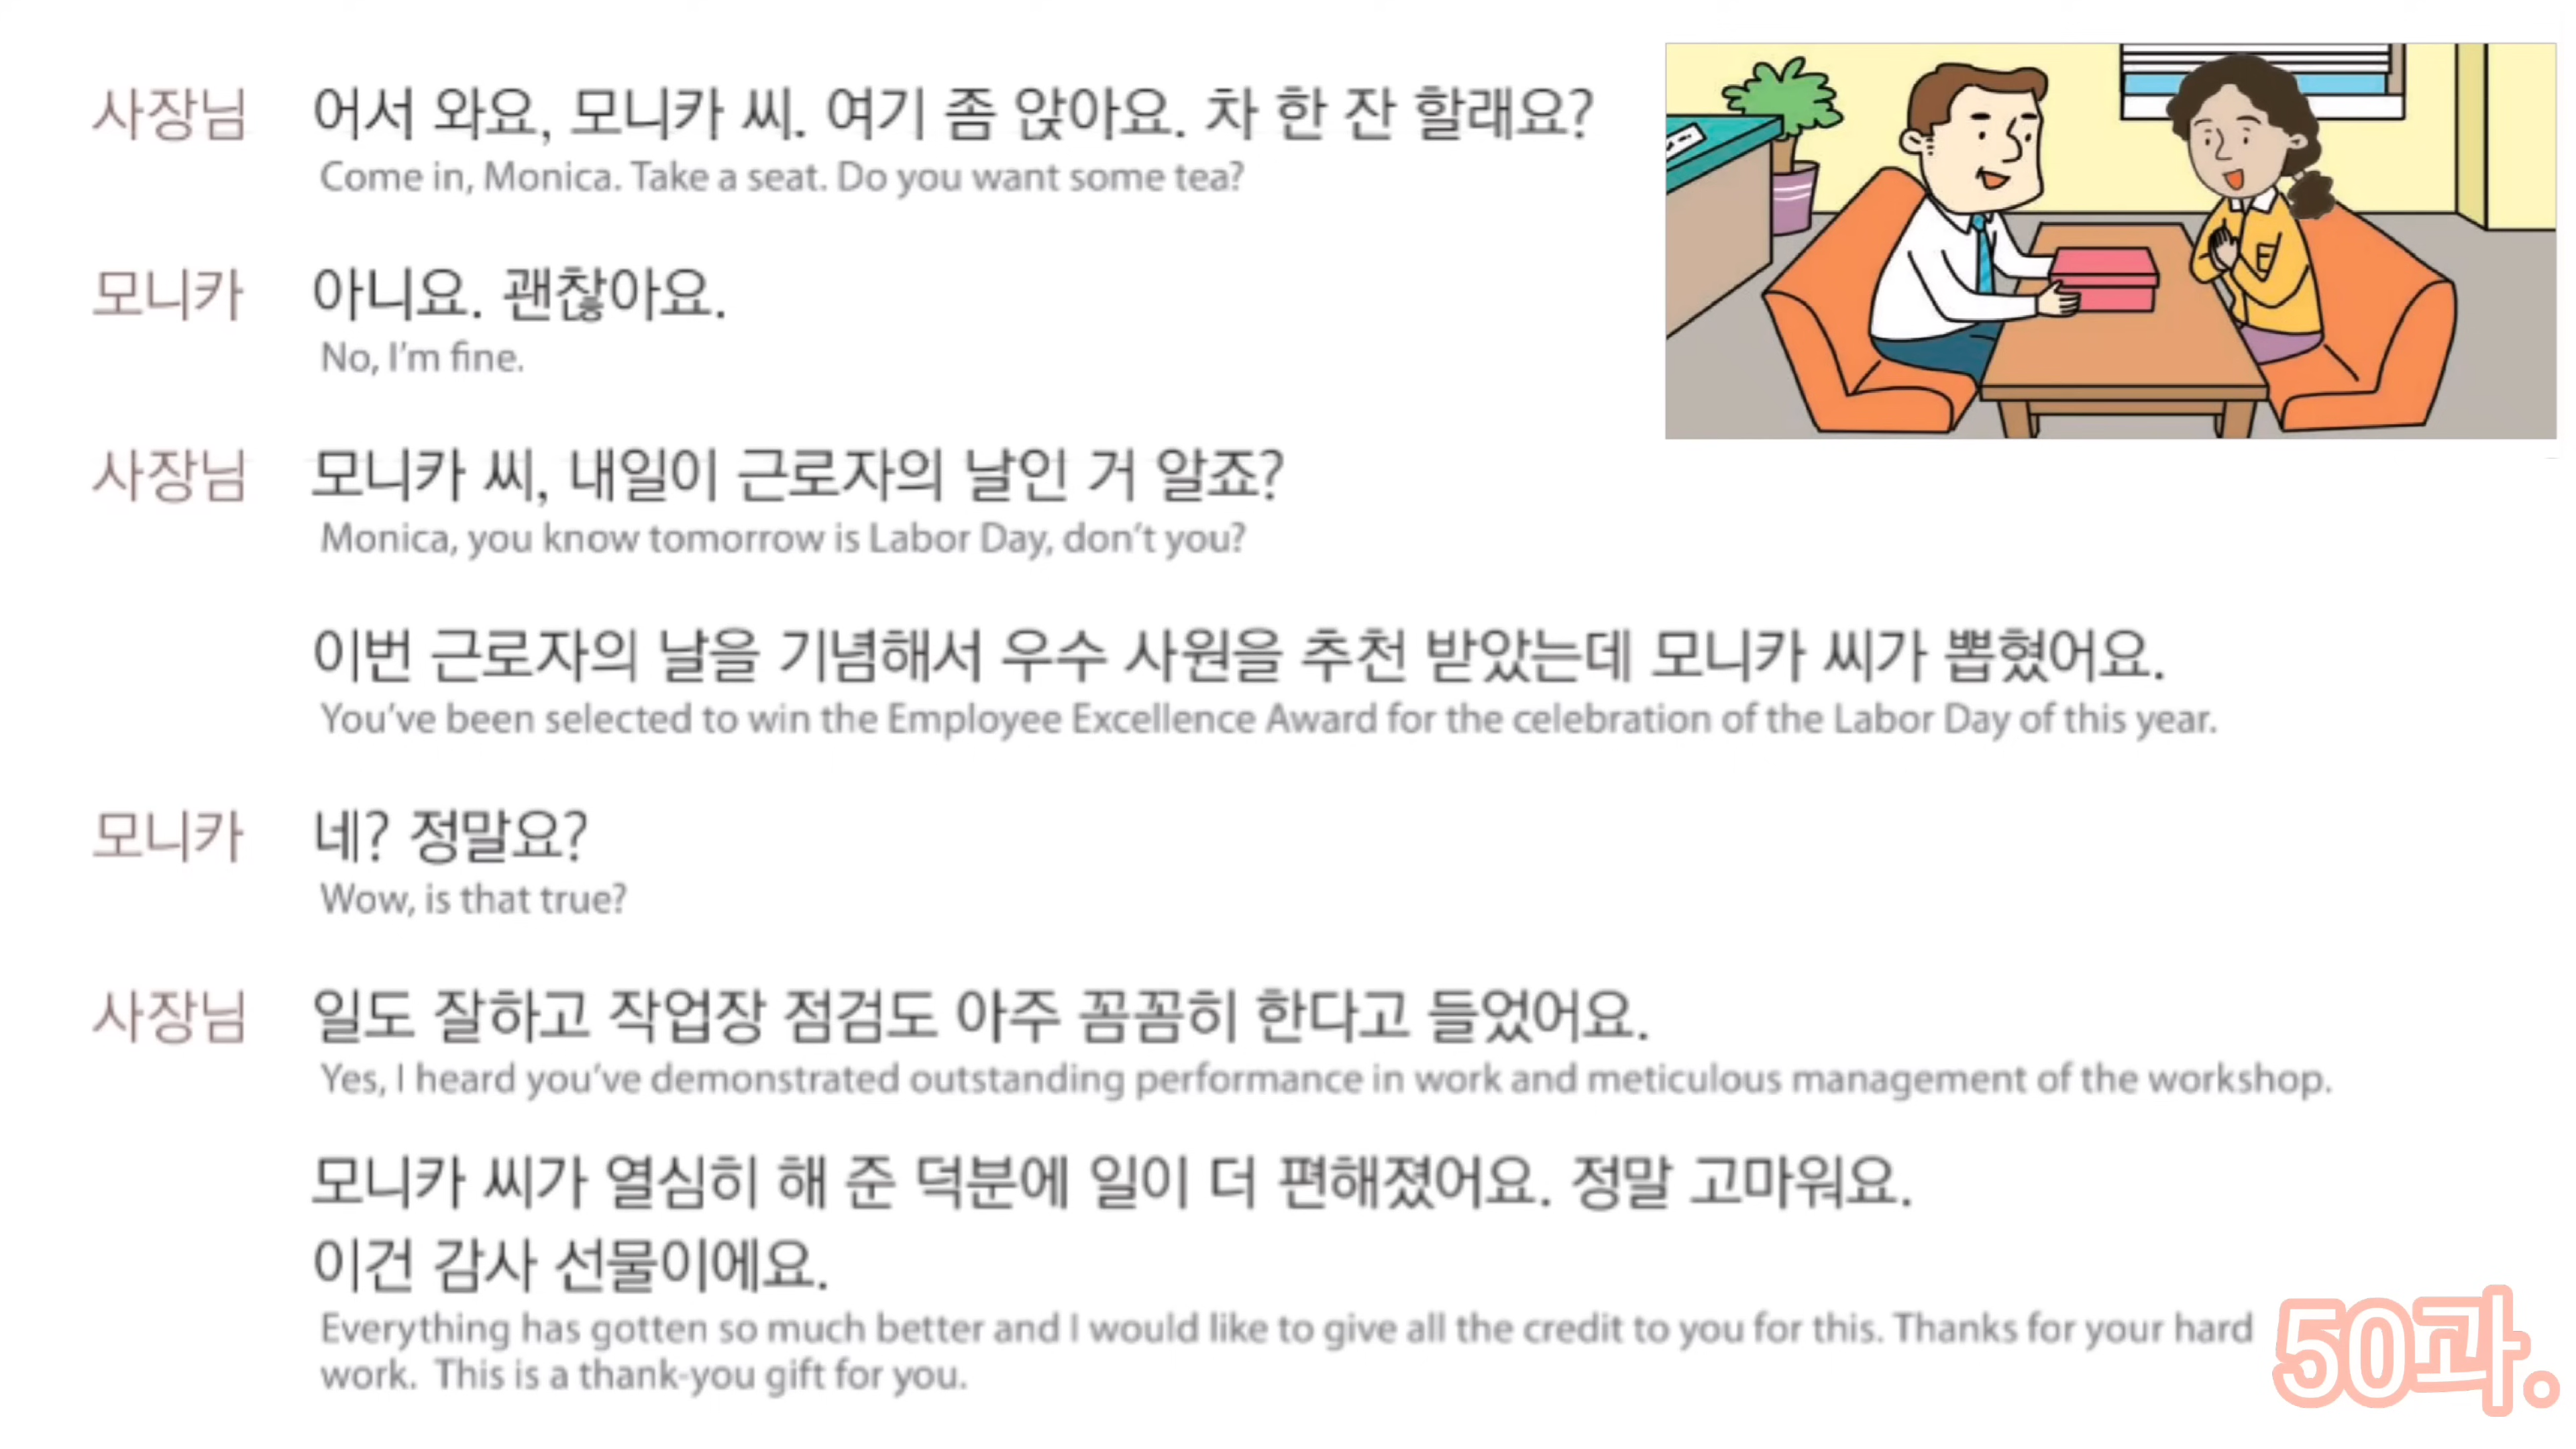 사장님 어서 와요, 모니카 씨. 여기 좀 앉아요. 차 한 잔 할래요?
Come in, Monica. Take a seat. Do you want some tea?
모니카 아니요. 괜찮아요.
No, I'm fine.
사장님 모니카 씨, 내일이 근로자의 날인 거 알죠?
Monica, you know tomorrow is Labor Day, don't you?
이번 근로자의 날을 기념해서 우수 사원을 추천 받았는데 모니카 씨가 뽑혔어요.
You've been selected to win the Employee Excellence Award for the celebration of the Labor Day of this year.
모니카 네? 정말요?
Wow, is that true?
사장님 일도 잘하고 작업장 점검도 아주 꼼꼼히 한다고 들었어요.
Yes, I heard you've demonstrated outstanding performance in work and meticulous management of the workshop.
모니카 씨가 열심히 해 준 덕분에 일이 더 편해졌어요. 정말 고마워요.
이건 감사 선물이에요.
Everything has gotten so much better and I would like to give all the credit to you for this. Thanks for your hard
work. This is a thank-you gift for you.
50과.